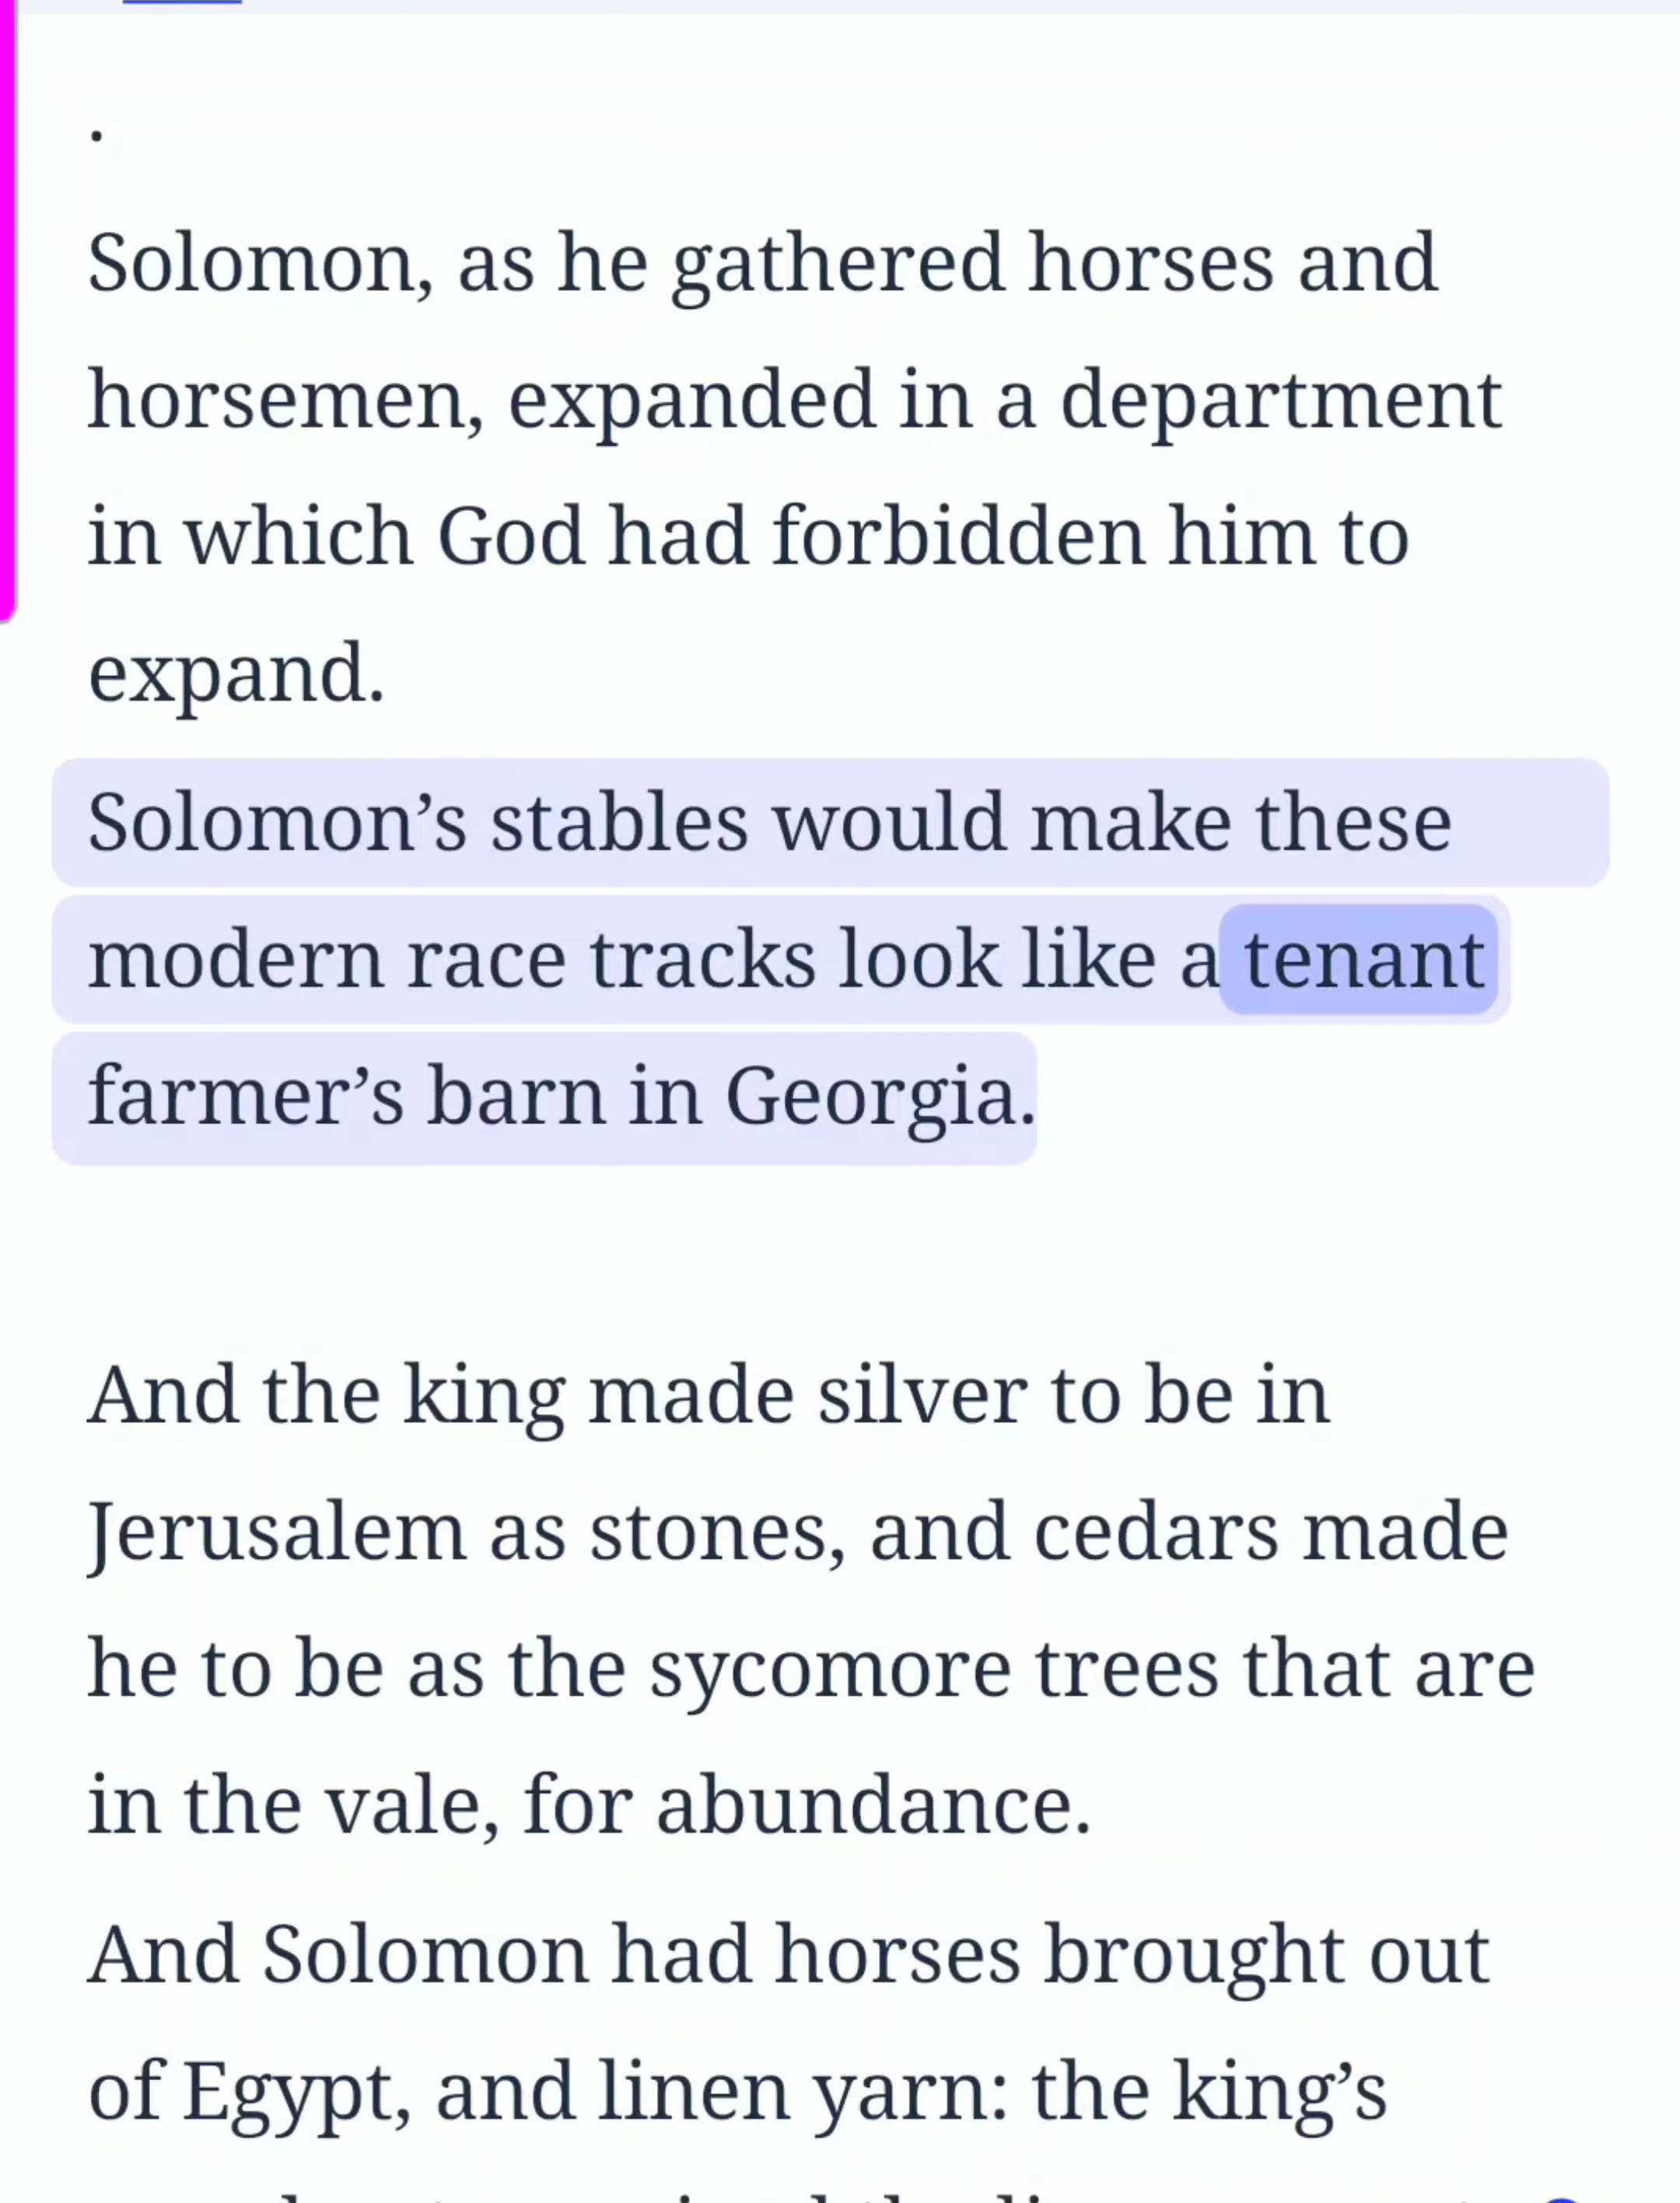 .
Solomon, as he gathered horses and
horsemen, expanded in a department
in which God had forbidden him to
expand.
Solomon’s stables would make these
modern race tracks look like a tenant
farmer’s barn in Georgia.
And the king made silver to be in
Jerusalem as stones, and cedars made
he to be as the sycomore trees that are
in the vale, for abundance.
And Solomon had horses brought out
of Egypt, and linen yarn: the king’s